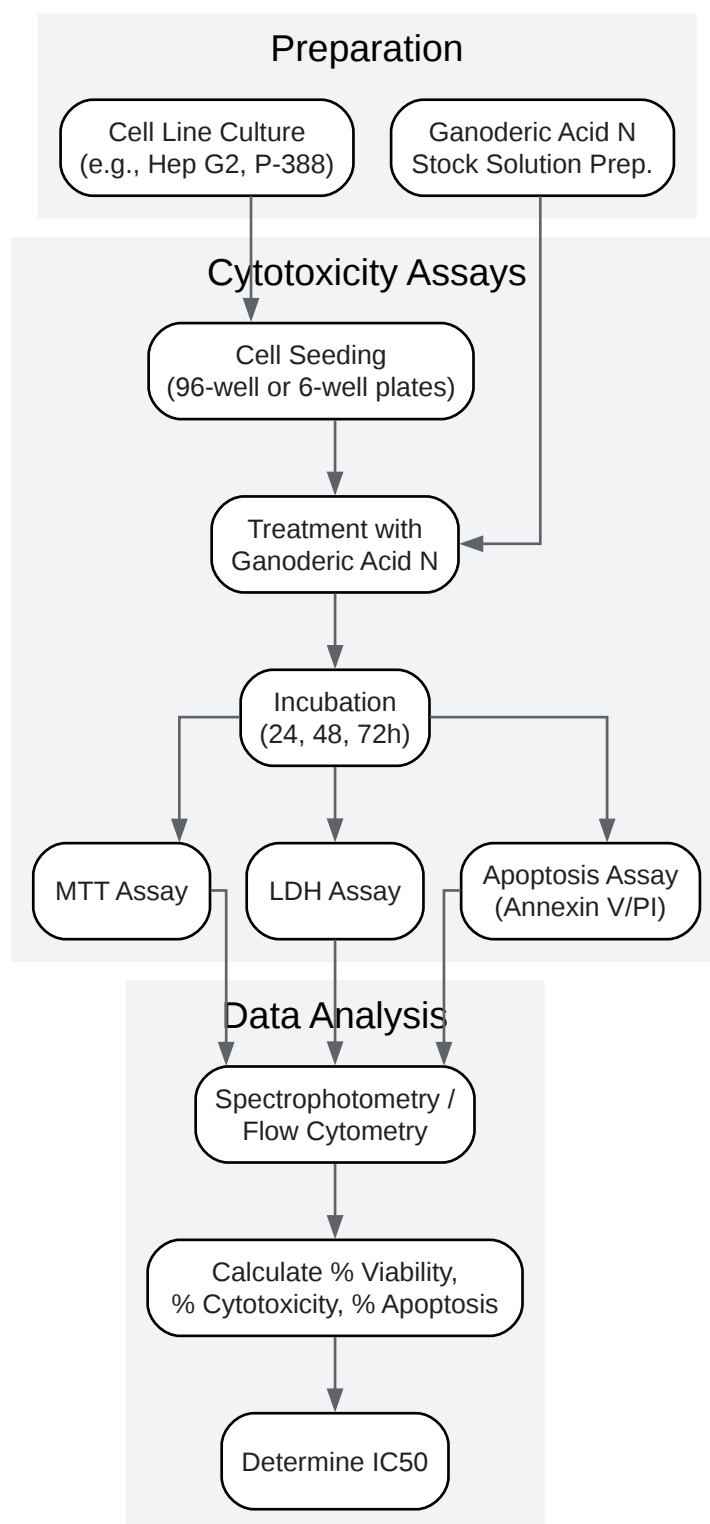 Preparation
Cell Line Culture
(e.g., Hep G2, P-388)
Ganoderic Acid N
Stock Solution Prep.
Cytotoxicity Assays
Cell Seeding
(96-well or 6-well plates)
Treatment with
Ganoderic Acid N
Incubation
(24, 48, 72h)
MTT Assay
LDH Assay
Apoptosis Assay
(Annexin V/PI)
Data Analysis
Spectrophotometry /
Flow Cytometry
Calculate % Viability,
% Cytotoxicity, % Apoptosis
Determine IC50